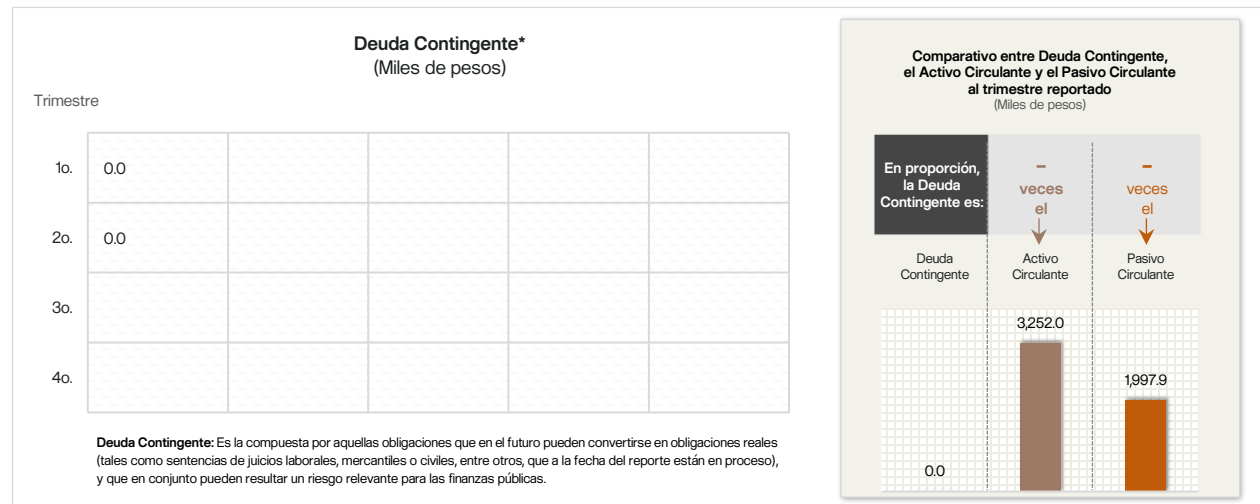 Deuda Contingente*
(Miles de pesos)
Trimestre
1o. 0.0
2o. 0.0
3o.
4o.
Deuda Contingente: Es la compuesta por aquellas obligaciones que en el futuro pueden convertirse en obligaciones reales
(tales como sentencias de juicios laborales, mercantiles o civiles, entre otros, que a la fecha del reporte están en proceso),
y que en conjunto pueden resultar un riesgo relevante para las finanzas públicas.
Comparativo entre Deuda Contingente,
el Activo Circulante y el Pasivo Circulante
al trimestre reportado
(Miles de pesos)
En proporción,
la Deuda
Contingente es:
–
veces
el
–
veces
el
Deuda
Contingente
Activo
Circulante
Pasivo
Circulante
0.0
3,252.0
1,997.9